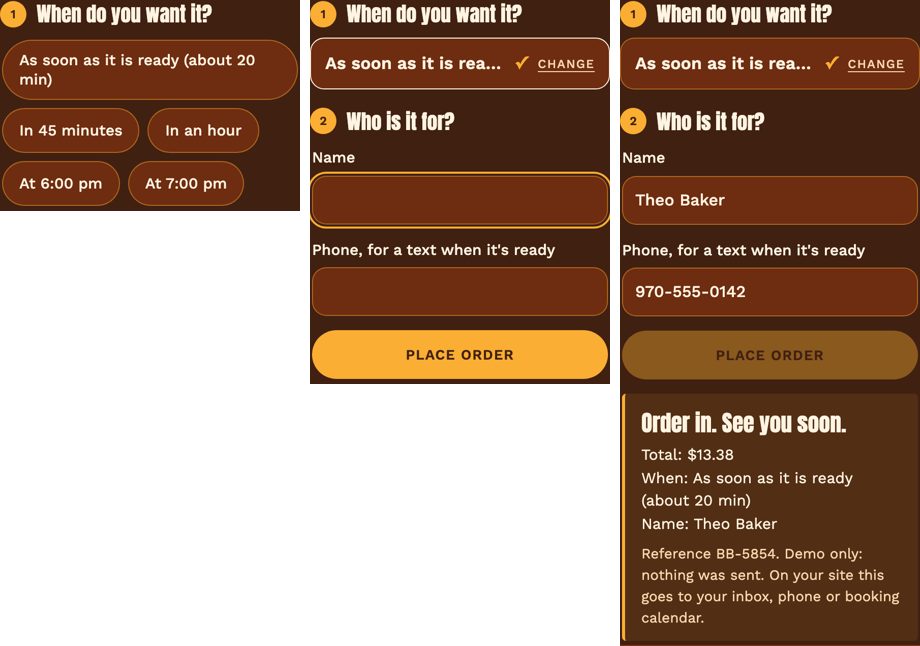 1 When do you want it?
As soon as it is ready (about 20
min)
In 45 minutes
In an hour
At 6:00 pm
At 7:00 pm
1 When do you want it?
As soon as it is rea... ✓ CHANGE
2 Who is it for?
Name
Phone, for a text when it's ready
PLACE ORDER
1 When do you want it?
As soon as it is rea... ✓ CHANGE
2 Who is it for?
Name
Theo Baker
Phone, for a text when it's ready
970-555-0142
PLACE ORDER
Order in. See you soon.
Total: $13.38
When: As soon as it is ready
(about 20 min)
Name: Theo Baker
Reference BB-5854. Demo only:
nothing was sent. On your site this
goes to your inbox, phone or booking
calendar.